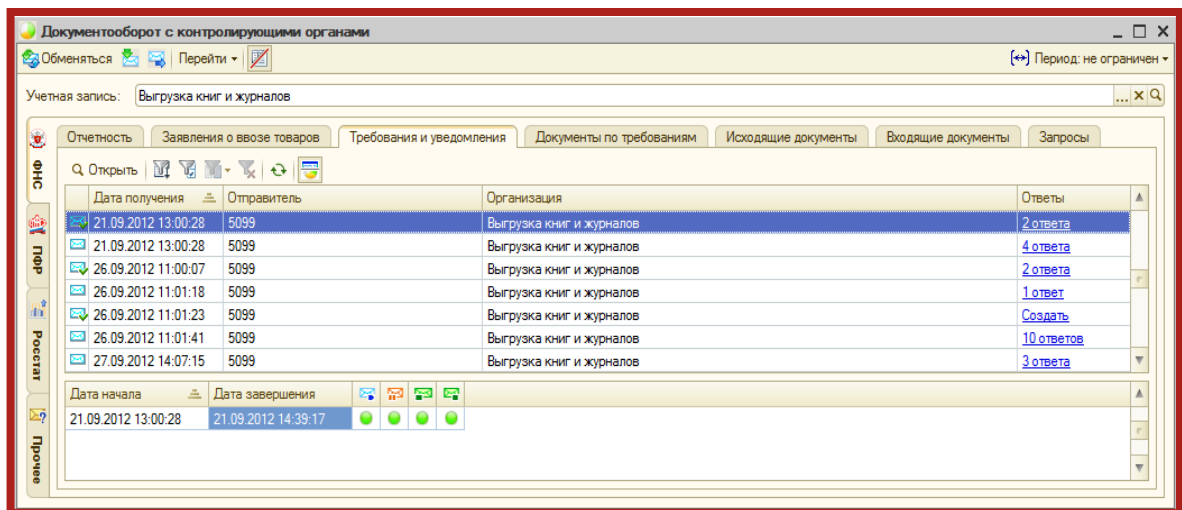 Документооборот с контролирующими органами
Обменяться Перейти Период: не ограничен
Учетная запись: Выгрузка книг и журналов ...
Отчетность Заявления о ввозе товаров Требования и уведомления Документы по требованиям Исходящие документы Входящие документы Запросы
ФНС
ПФР
Росстат
Прочее
Открыть
Дата получения Отправитель Организация Ответы
21.09.2012 13:00:28 5099 Выгрузка книг и журналов 2 ответа
21.09.2012 13:00:28 5099 Выгрузка книг и журналов 4 ответа
26.09.2012 11:00:07 5099 Выгрузка книг и журналов 2 ответа
26.09.2012 11:01:18 5099 Выгрузка книг и журналов 1 ответ
26.09.2012 11:01:23 5099 Выгрузка книг и журналов Создать
26.09.2012 11:01:41 5099 Выгрузка книг и журналов 10 ответов
27.09.2012 14:07:15 5099 Выгрузка книг и журналов 3 ответа
Дата начала Дата завершения
21.09.2012 13:00:28 21.09.2012 14:39:17